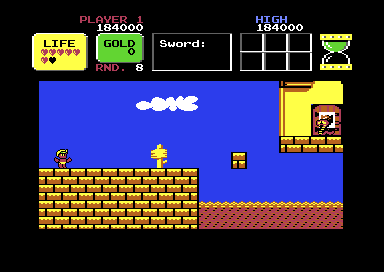 PLAYER 1
184000
HIGH
184000
LIFE
GOLD
0
RND. 8
Sword: